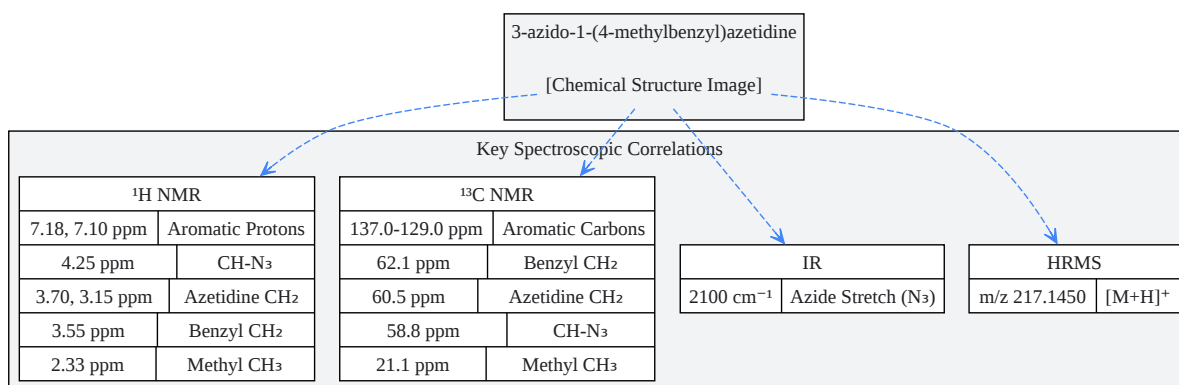 3-azido-1-(4-methylbenzyl)azetidine
[Chemical Structure Image]
Key Spectroscopic Correlations
¹H NMR
7.18, 7.10 ppm Aromatic Protons
4.25 ppm CH-N₃
3.70, 3.15 ppm Azetidine CH₂
3.55 ppm Benzyl CH₂
2.33 ppm Methyl CH₃
¹³C NMR
137.0-129.0 ppm Aromatic Carbons
62.1 ppm Benzyl CH₂
60.5 ppm Azetidine CH₂
58.8 ppm CH-N₃
21.1 ppm Methyl CH₃
IR
2100 cm⁻¹ Azide Stretch (N₃)
HRMS
m/z 217.1450 [M+H]⁺